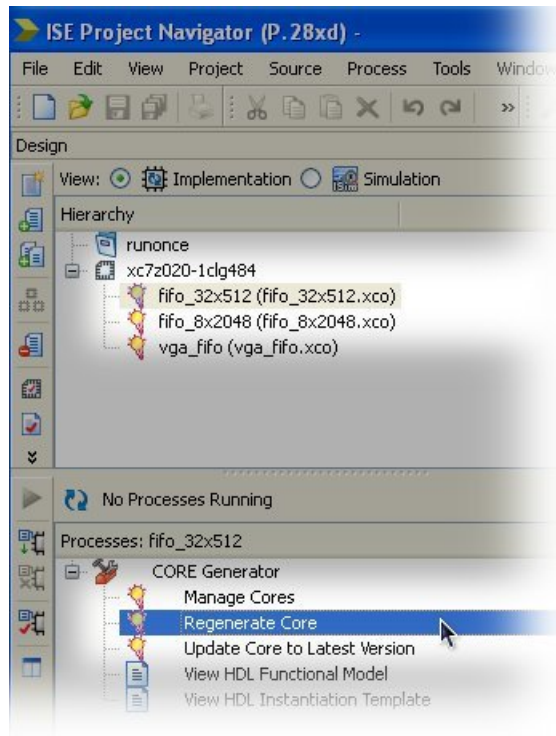 ISE Project Navigator (P.28xd) -
File Edit View Project Source Process Tools Window
»
Design
View: Implementation Simulation
Hierarchy
runonce
xc7z020-1clg484
fifo_32x512 (fifo_32x512.xco)
fifo_8x2048 (fifo_8x2048.xco)
vga_fifo (vga_fifo.xco)
No Processes Running
Processes: fifo_32x512
CORE Generator
Manage Cores
Regenerate Core
Update Core to Latest Version
View HDL Functional Model
View HDL Instantiation Template